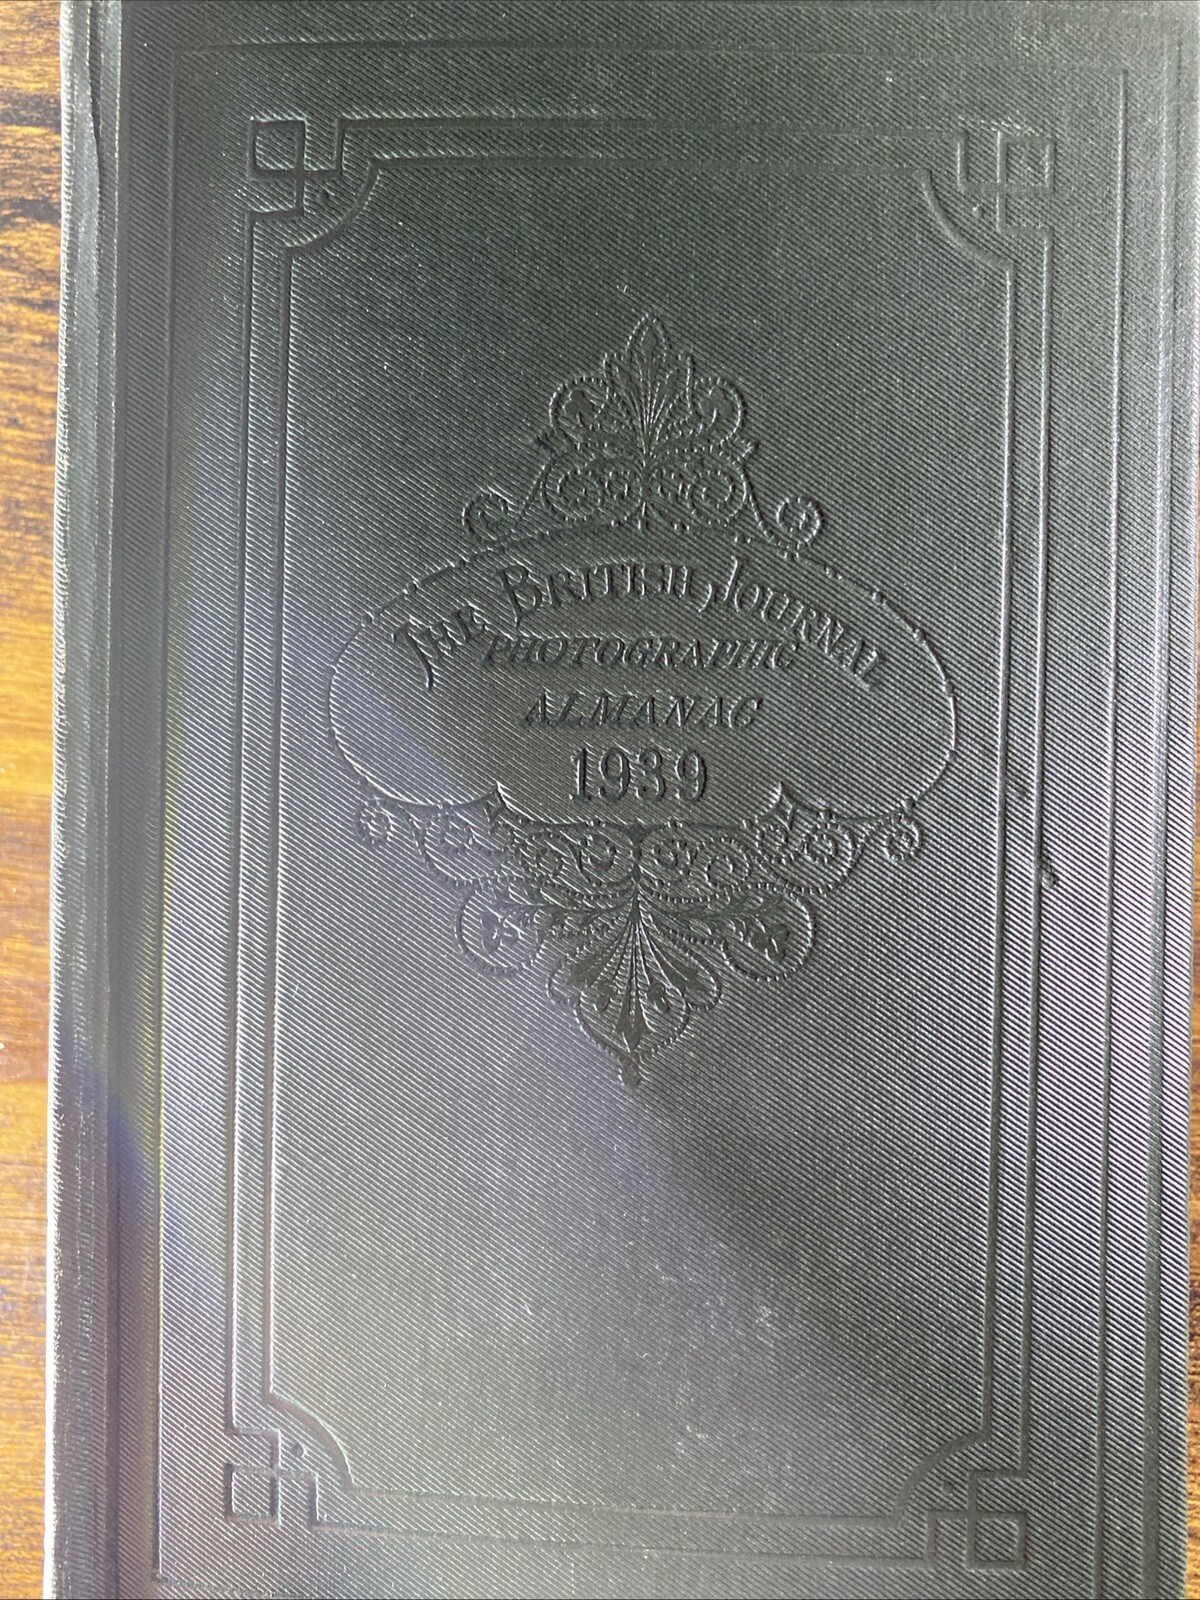 THE BRITISH JOURNAL
PHOTOGRAPHIC
ALMANAC
1939